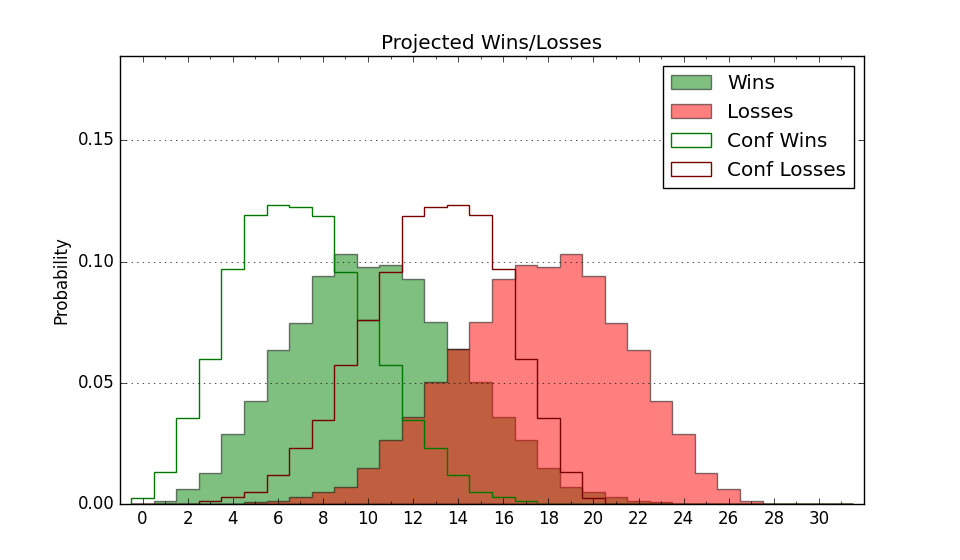 Projected Wins/Losses
Wins
Losses
Conf Wins
Conf Losses
Probability
0.15
0.10
0.05
0.00
0 2 4 6 8 10 12 14 16 18 20 22 24 26 28 30